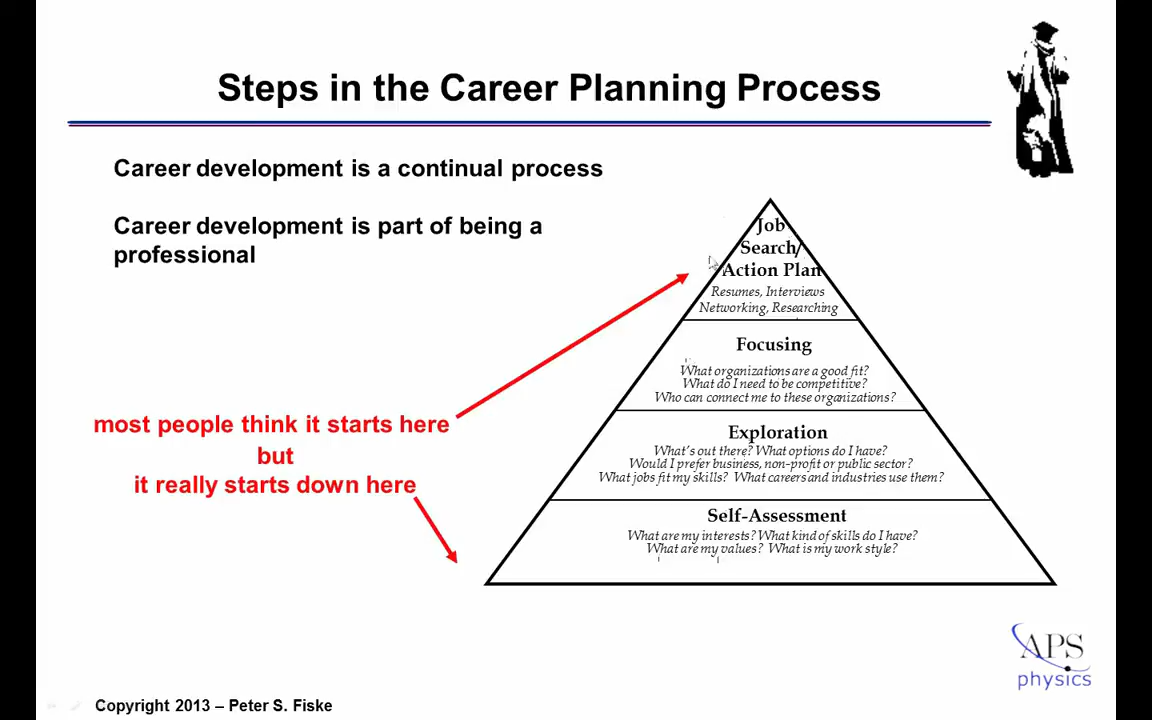 Steps in the Career Planning Process
Career development is a continual process
Career development is part of being a
professional
Job
Search/
Action Plan
Resumes, Interviews
Networking, Researching
Focusing
What organizations are a good fit?
What do I need to be competitive?
Who can connect me to these organizations?
most people think it starts here
but
it really starts down here
Exploration
What's out there? What options do I have?
Would I prefer business, non-profit or public sector?
What jobs fit my skills? What careers and industries use them?
Self-Assessment
What are my interests? What kind of skills do I have?
What are my values? What is my work style?
APS
physics
Copyright 2013 – Peter S. Fiske